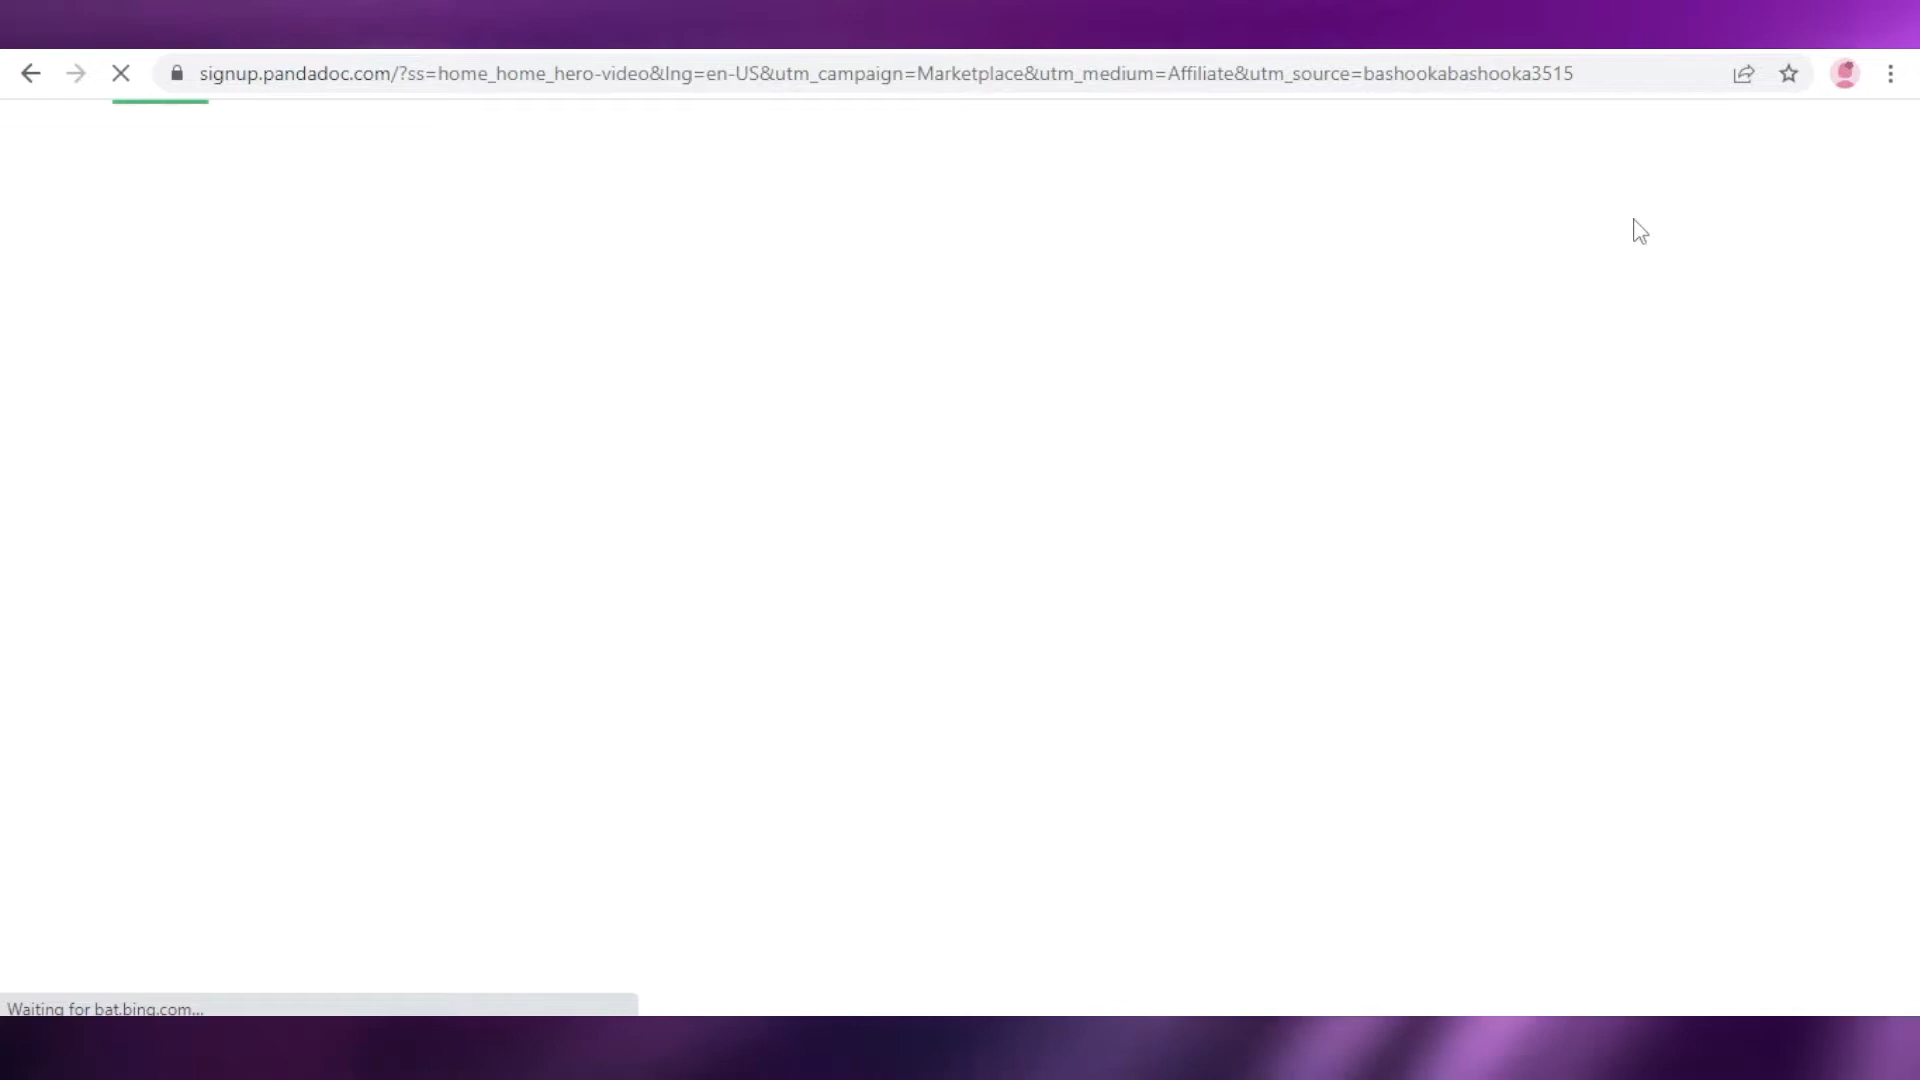 signup.pandadoc.com/?ss=home_home_hero-video&lng=en-US&utm_campaign=Marketplace&utm_medium=Affiliate&utm_source=bashookabashooka3515
Waiting for bat.bing.com...